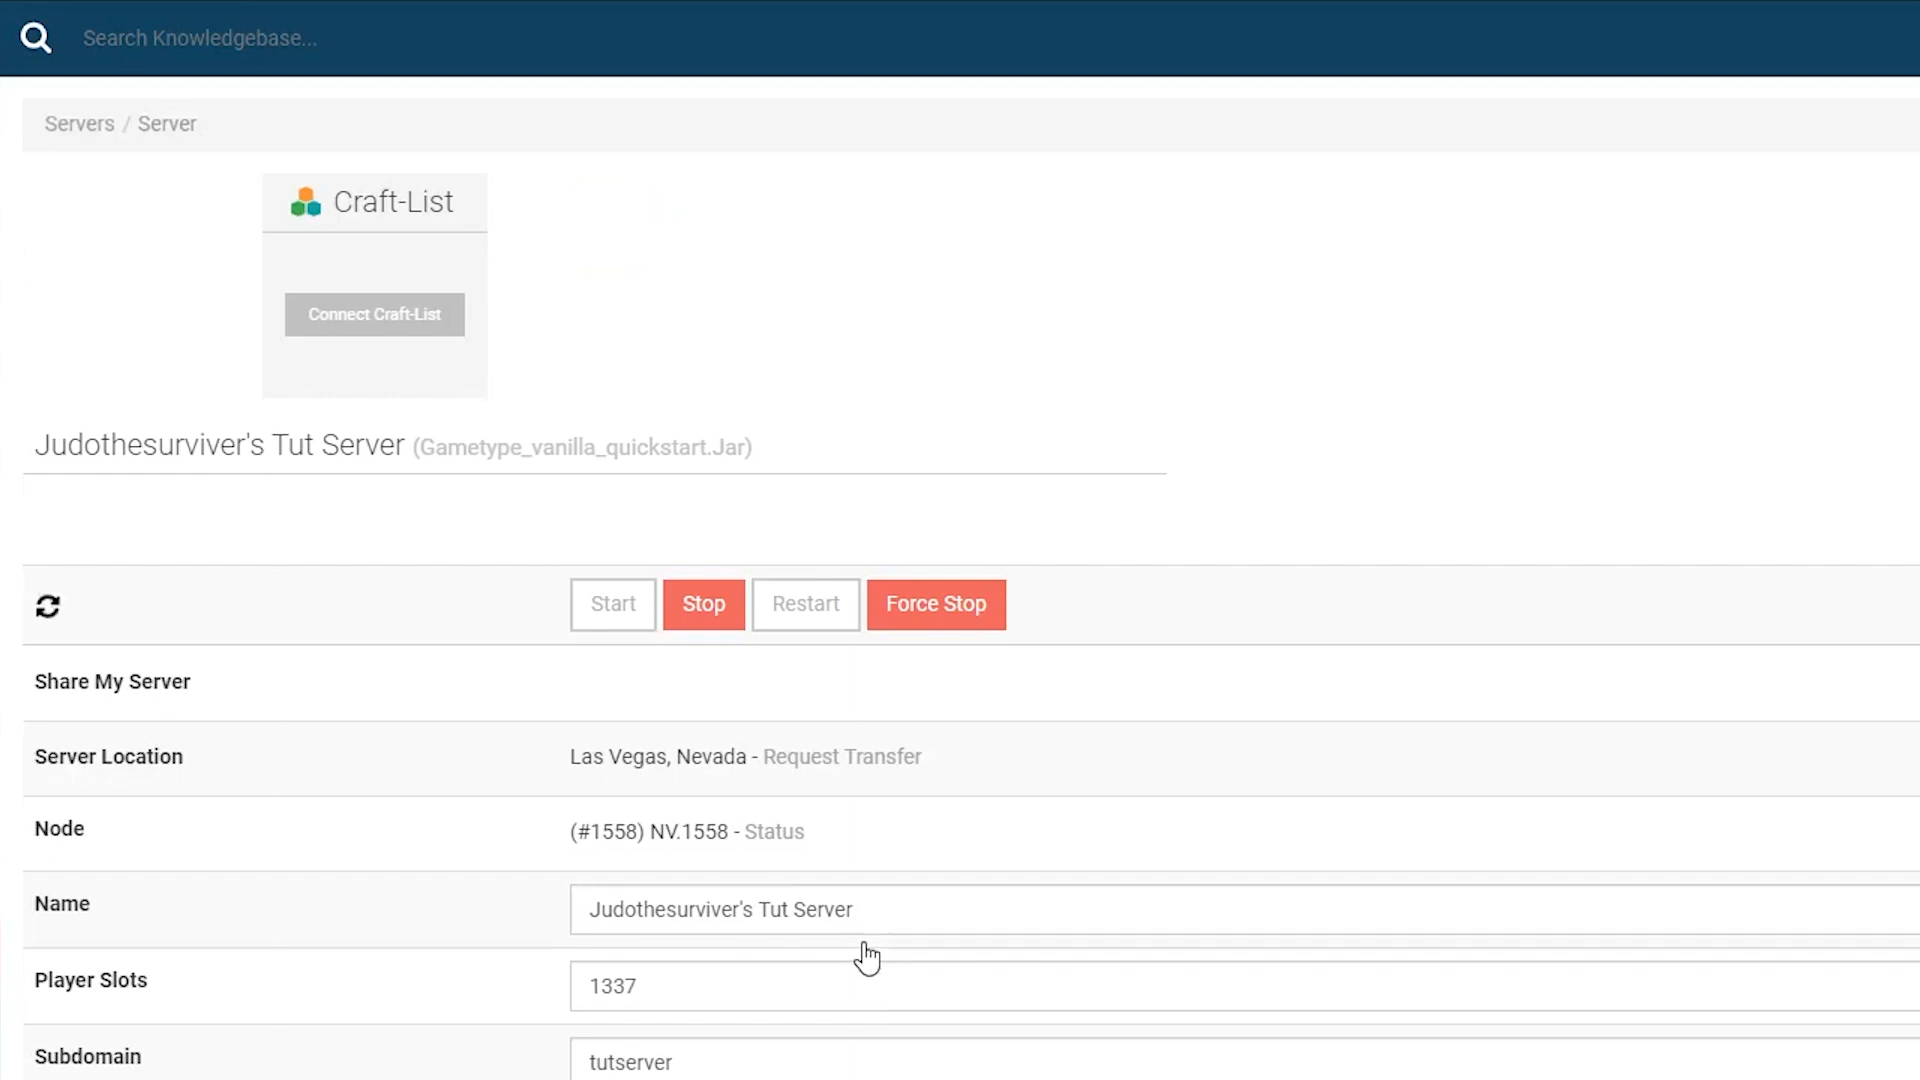 Search Knowledgebase...
Servers / Server
Craft-List
Connect Craft-List
Judothesurviver's Tut Server (Gametype_vanilla_quickstart.Jar)
Start Stop Restart Force Stop
Share My Server
Server Location Las Vegas, Nevada - Request Transfer
Node (#1558) NV.1558 - Status
Name Judothesurviver's Tut Server
Player Slots 1337
Subdomain tutserver